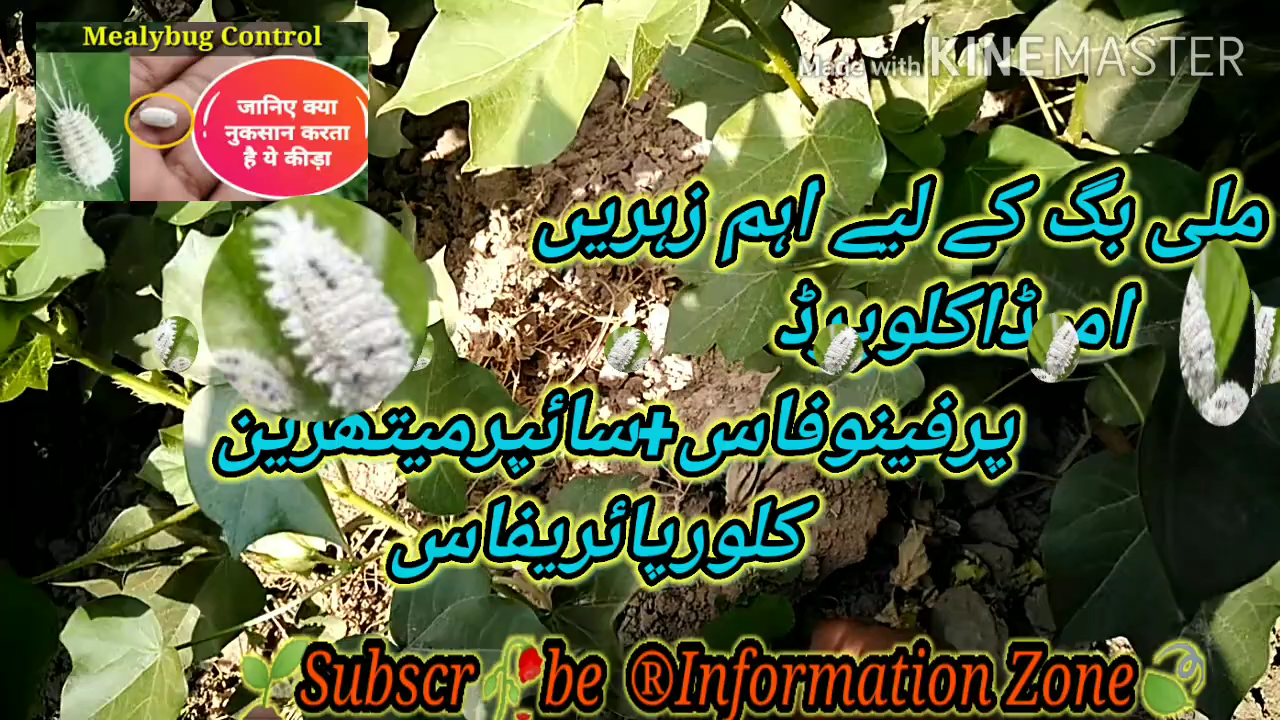 Mealybug Control
जानिए क्या
नुकसान करता
है ये कीड़ा
Made with KINEMASTER
ملی بگ کے لیے اہم زہریں
پرفینوفاس+سائپرمیتھرین
کلورپائریفاس
Subscr be ®Information Zone